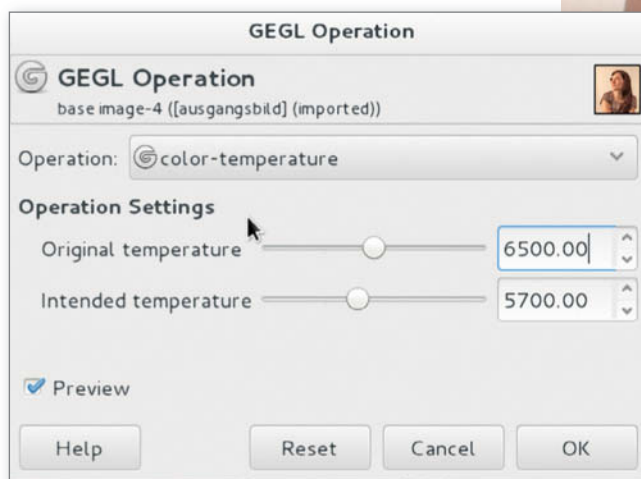 GEGL Operation
GEGL Operation
base image-4 ([ausgangsbild] (imported))
Operation: color-temperature
Operation Settings
Original temperature 6500.00
Intended temperature 5700.00
Preview
Help Reset Cancel OK